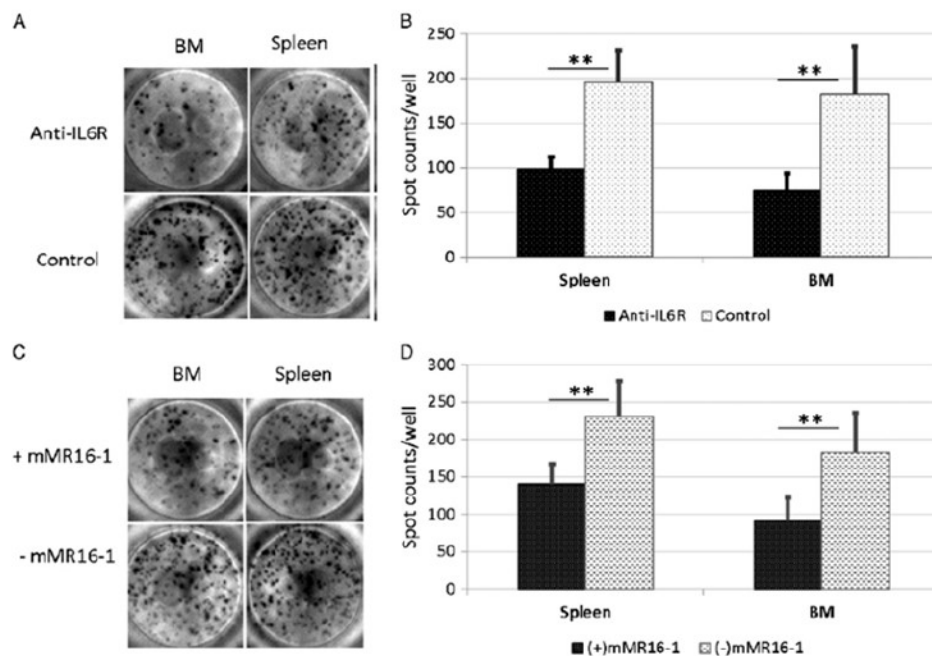 A
BM Spleen
Anti-IL6R
Control
B
Spot counts/well
250
200
150
100
50
0
** **
Spleen BM
Anti-IL6R Control
C
BM Spleen
+ mMR16-1
- mMR16-1
D
Spot counts/well
300
250
200
150
100
50
0
** **
Spleen BM
(+)mMR16-1 (-)mMR16-1